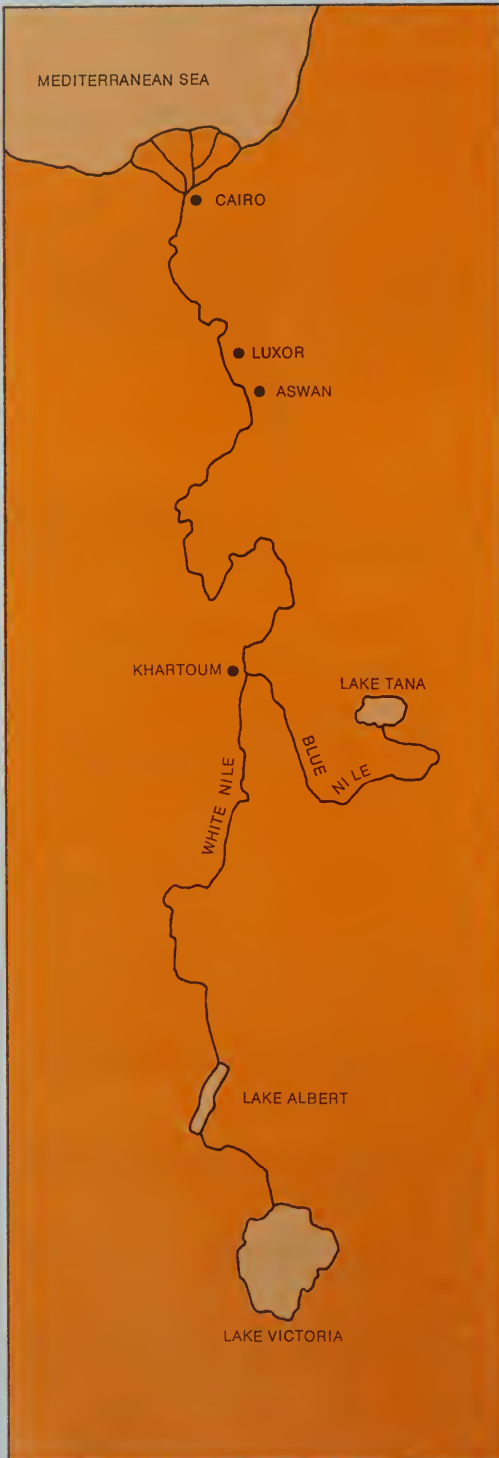 MEDITERRANEAN SEA
CAIRO
LUXOR
ASWAN
KHARTOUM
LAKE TANA
BLUE NILE
WHITE NILE
LAKE ALBERT
LAKE VICTORIA